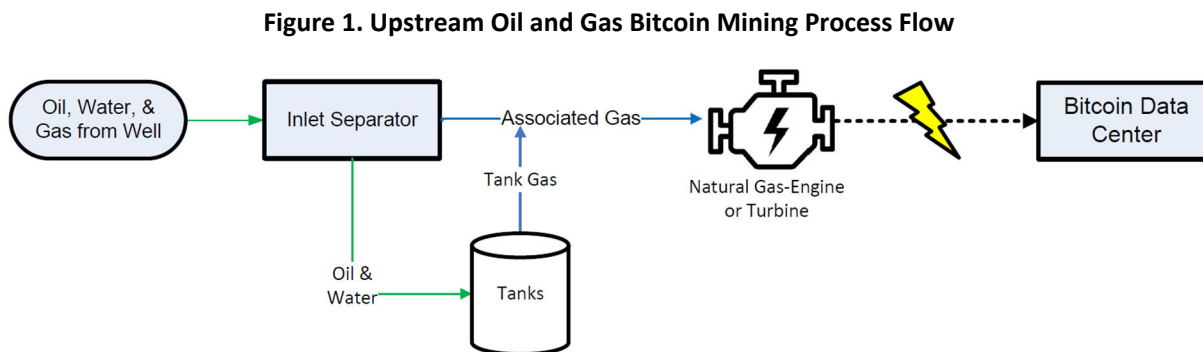 Figure 1. Upstream Oil and Gas Bitcoin Mining Process Flow
Oil, Water, &
Gas from Well
Inlet Separator
Associated Gas
Bitcoin Data
Center
Tank Gas
Natural Gas-Engine
or Turbine
Oil &
Water
Tanks